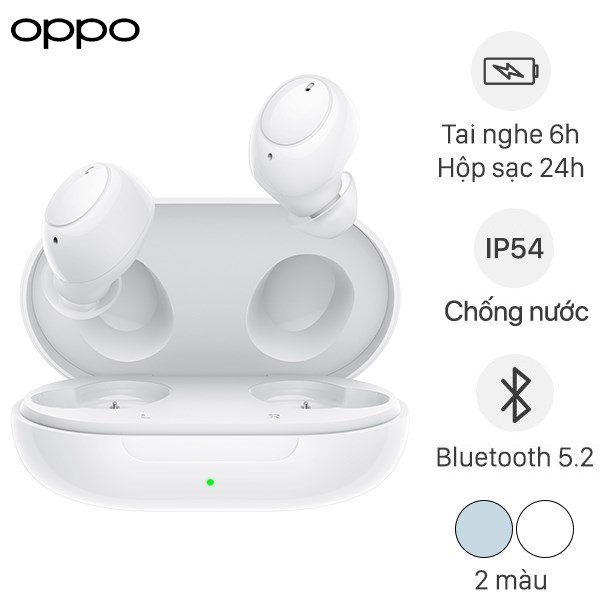 oppo
Tai nghe 6h
Hộp sạc 24h
IP54
Chống nước
L
R
Bluetooth 5.2
2 màu